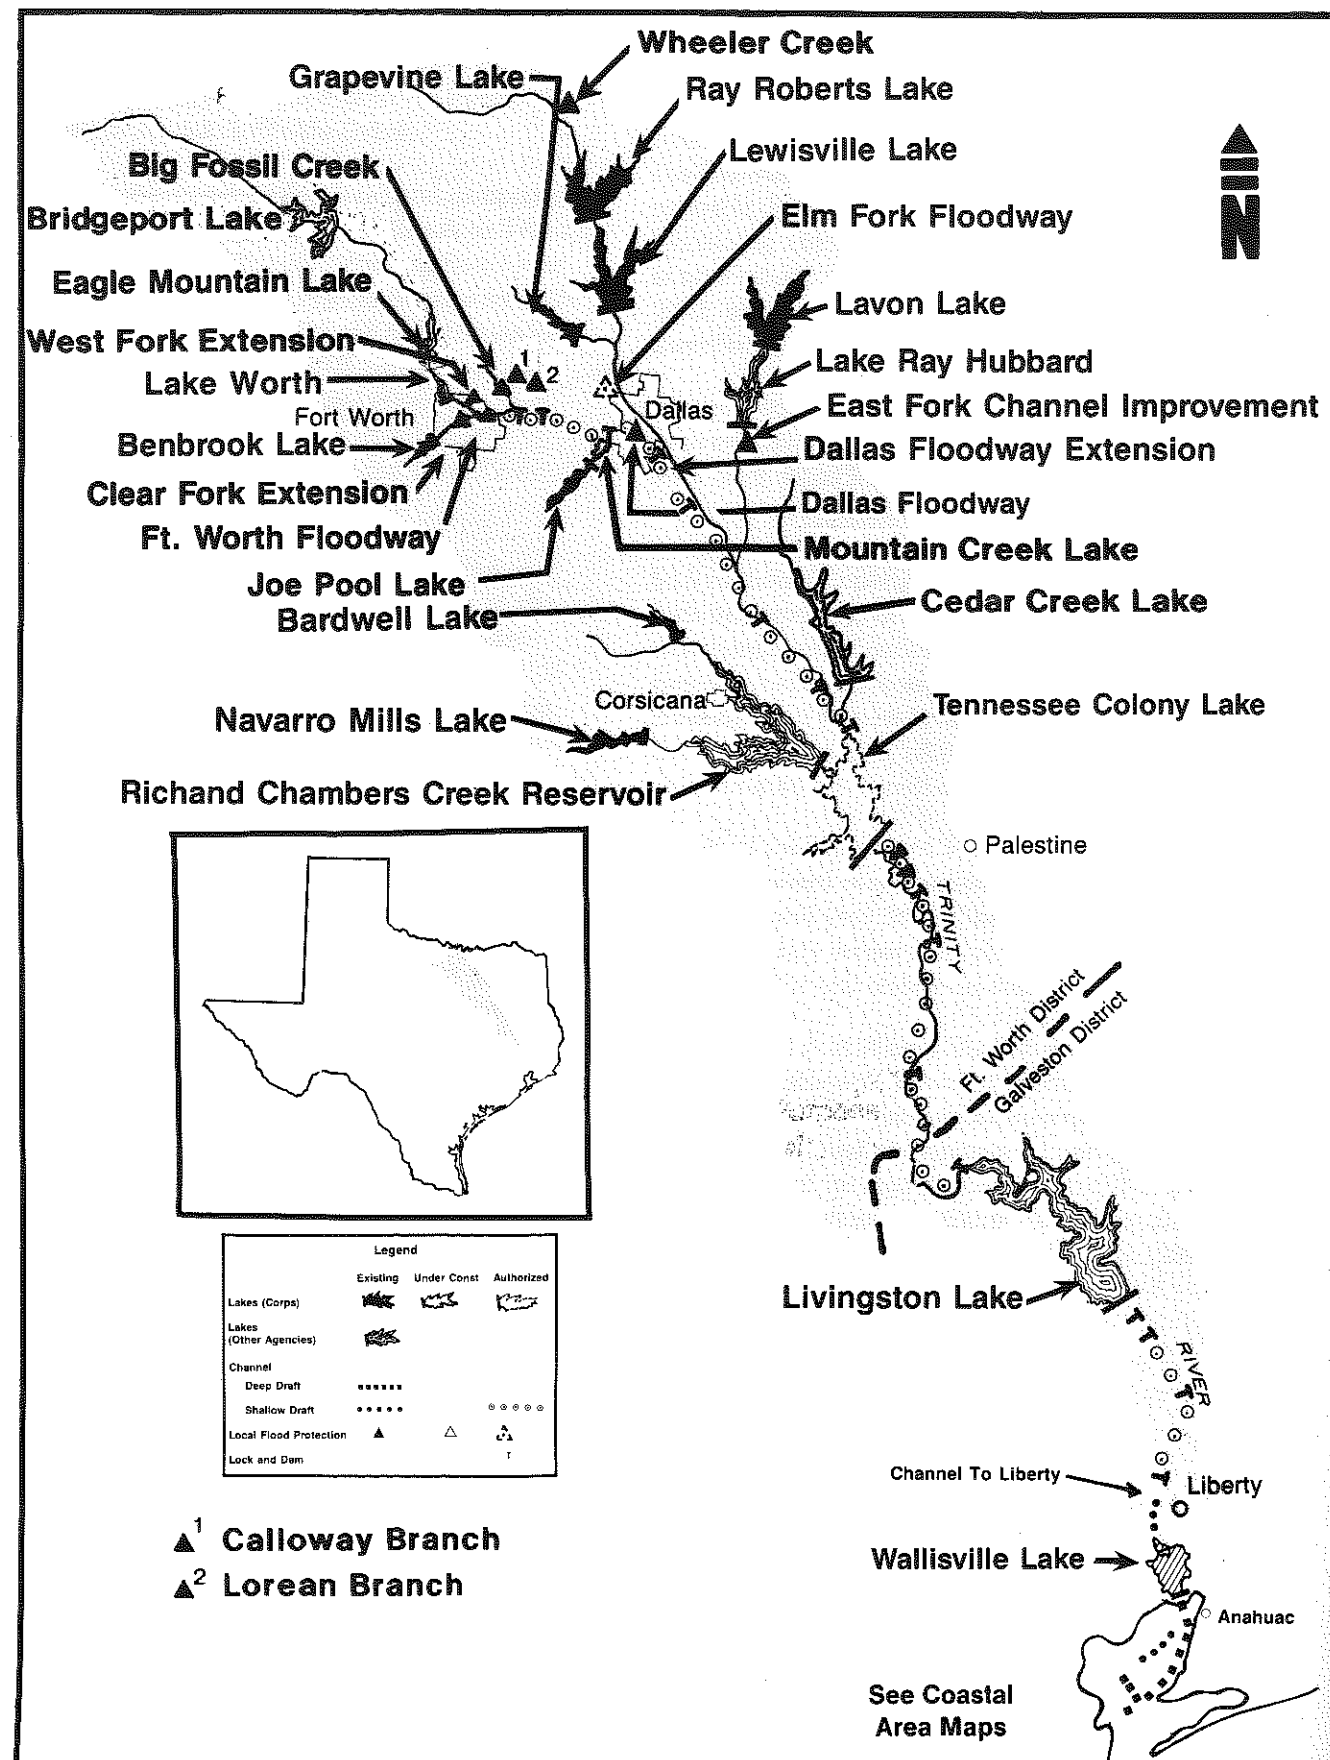 Wheeler Creek
Grapevine Lake
Ray Roberts Lake
Lewisville Lake
Big Fossil Creek
Bridgeport Lake
Elm Fork Floodway
N
Eagle Mountain Lake
Lavon Lake
West Fork Extension
Lake Worth
1
2
Lake Ray Hubbard
Fort Worth
Dallas
East Fork Channel Improvement
Benbrook Lake
Dallas Floodway Extension
Clear Fork Extension
Dallas Floodway
Ft. Worth Floodway
Mountain Creek Lake
Joe Pool Lake
Bardwell Lake
Cedar Creek Lake
Corsicana
Tennessee Colony Lake
Navarro Mills Lake
Richand Chambers Creek Reservoir
Palestine
TRINITY
Ft. Worth District
Galveston District
Livingston Lake
RIVER
Legend
Existing Under Const Authorized
Lakes (Corps)
Lakes
(Other Agencies)
Channel
Deep Draft
Shallow Draft
Local Flood Protection
Lock and Dam
Channel To Liberty
Liberty
1 Calloway Branch
2 Lorean Branch
Wallisville Lake
Anahuac
See Coastal
Area Maps